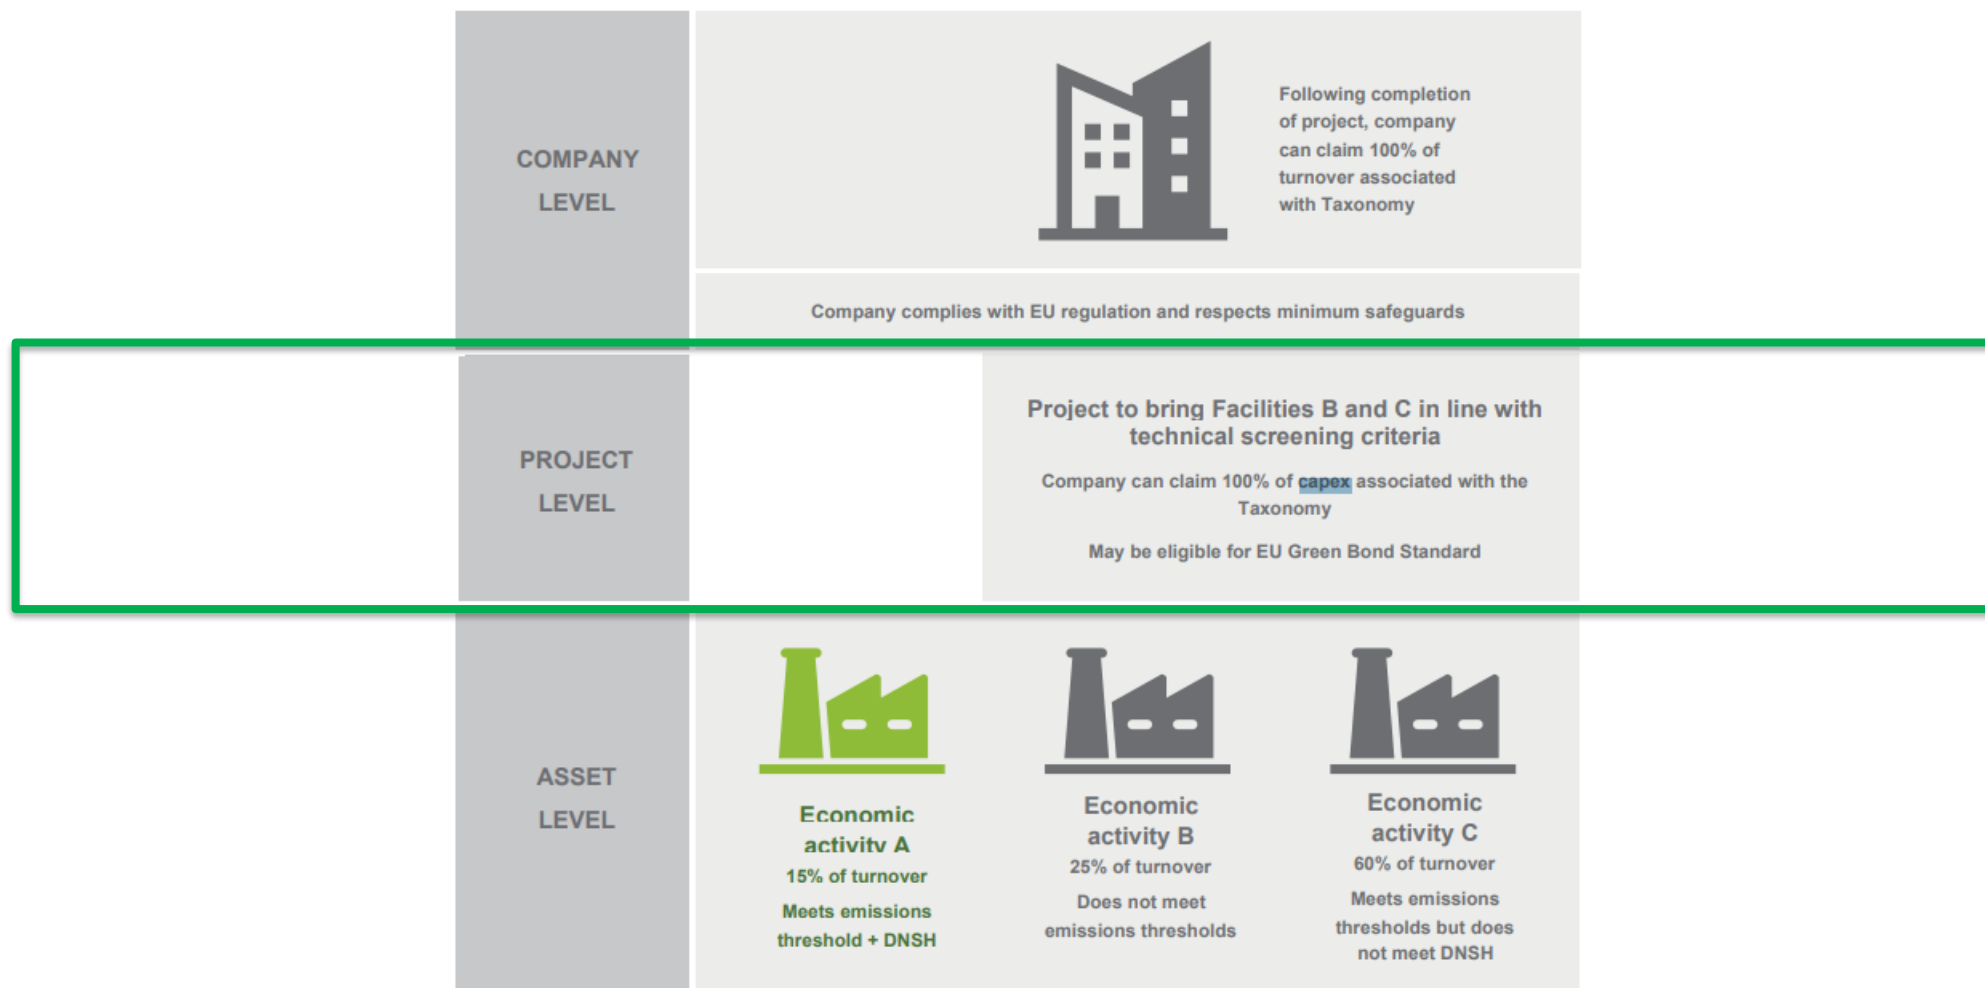 COMPANY
LEVEL
Following completion
of project, company
can claim 100% of
turnover associated
with Taxonomy
Company complies with EU regulation and respects minimum safeguards
PROJECT
LEVEL
Project to bring Facilities B and C in line with
technical screening criteria
Company can claim 100% of capex associated with the
Taxonomy
May be eligible for EU Green Bond Standard
ASSET
LEVEL
Economic
activity A
15% of turnover
Meets emissions
threshold + DNSH
Economic
activity B
25% of turnover
Does not meet
emissions thresholds
Economic
activity C
60% of turnover
Meets emissions
thresholds but does
not meet DNSH